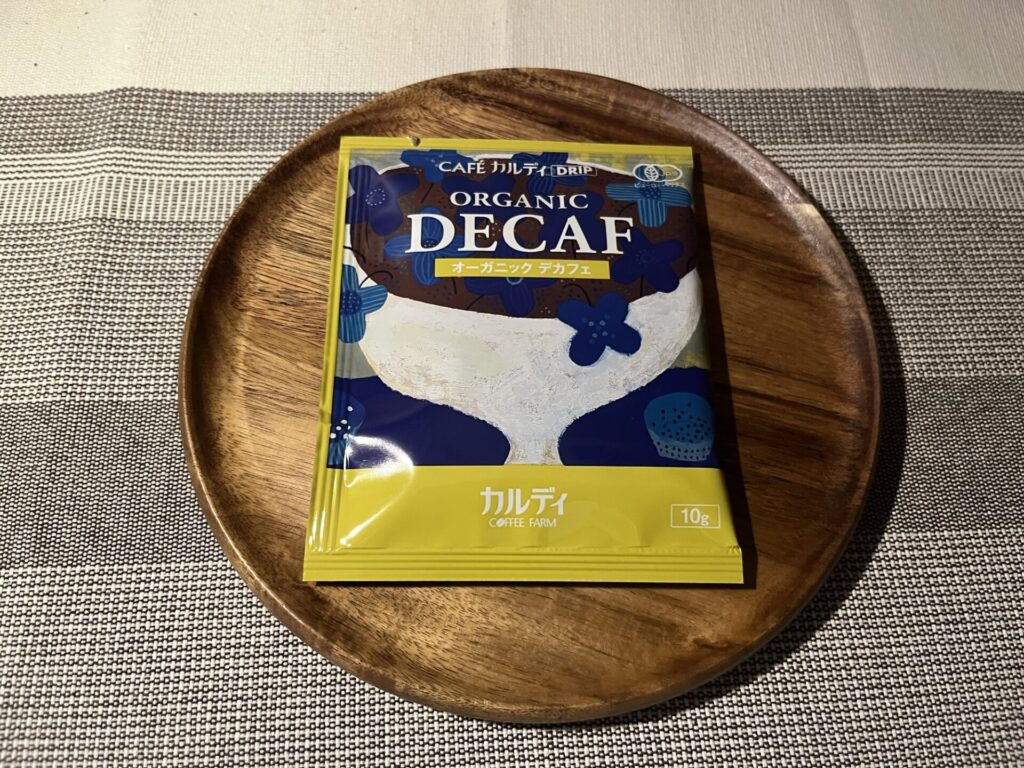 CAFÉ カルディ DRIP
ORGANIC
DECAF
オーガニック デカフェ
カルディ
COFFEE FARM
10g